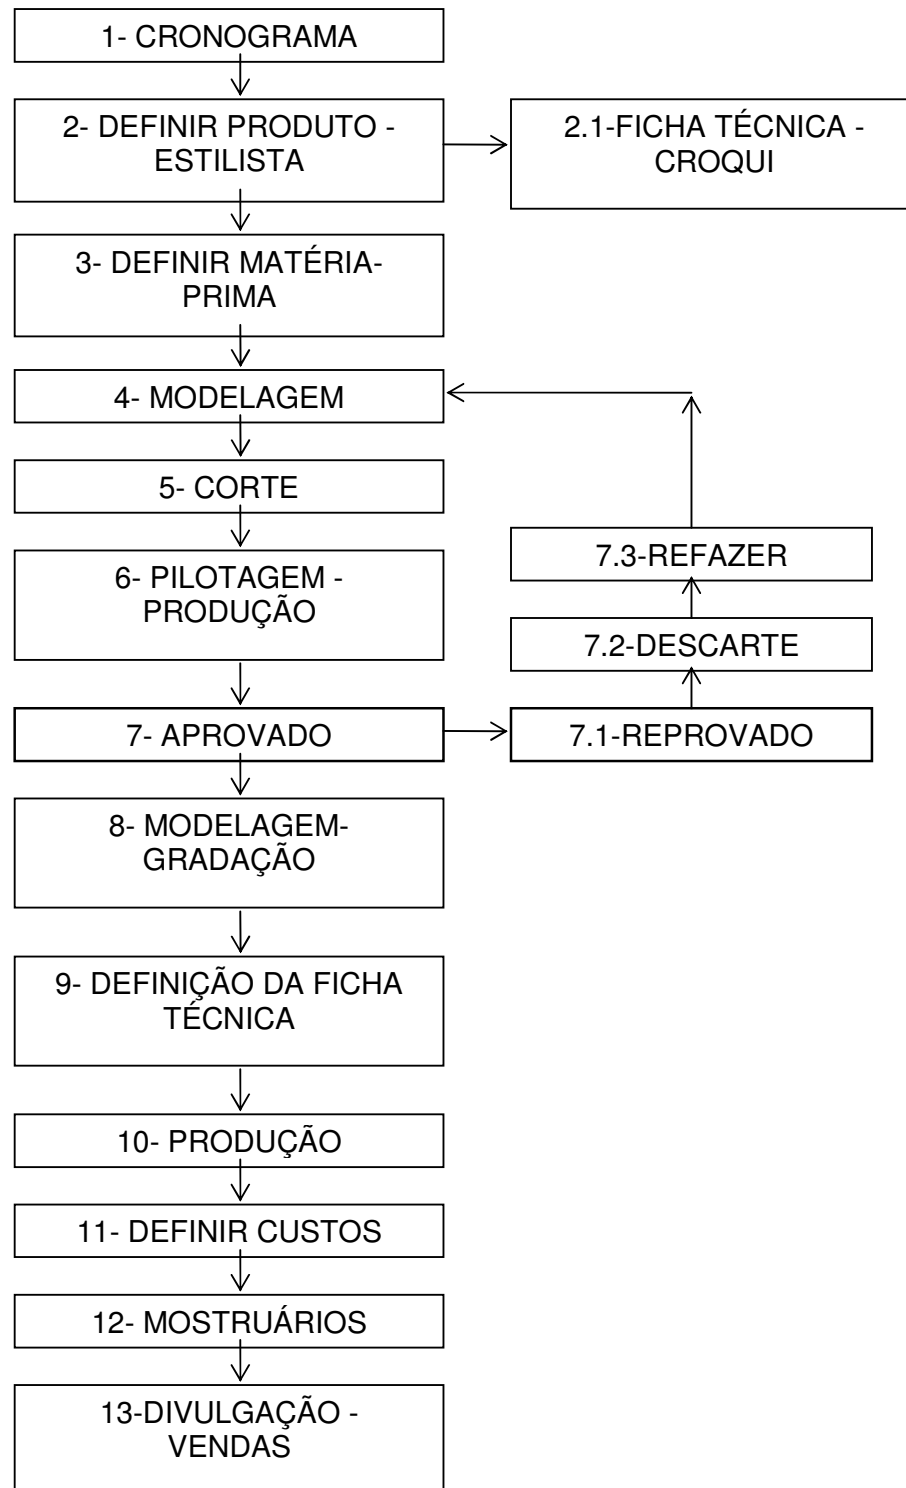 1- CRONOGRAMA
2- DEFINIR PRODUTO -
ESTILISTA
2.1-FICHA TÉCNICA -
CROQUI
3- DEFINIR MATÉRIA-
PRIMA
4- MODELAGEM
5- CORTE
6- PILOTAGEM -
PRODUÇÃO
7.3-REFAZER
7.2-DESCARTE
7- APROVADO
7.1-REPROVADO
8- MODELAGEM-
GRADAÇÃO
9- DEFINIÇÃO DA FICHA
TÉCNICA
10- PRODUÇÃO
11- DEFINIR CUSTOS
12- MOSTRUÁRIOS
13-DIVULGAÇÃO -
VENDAS